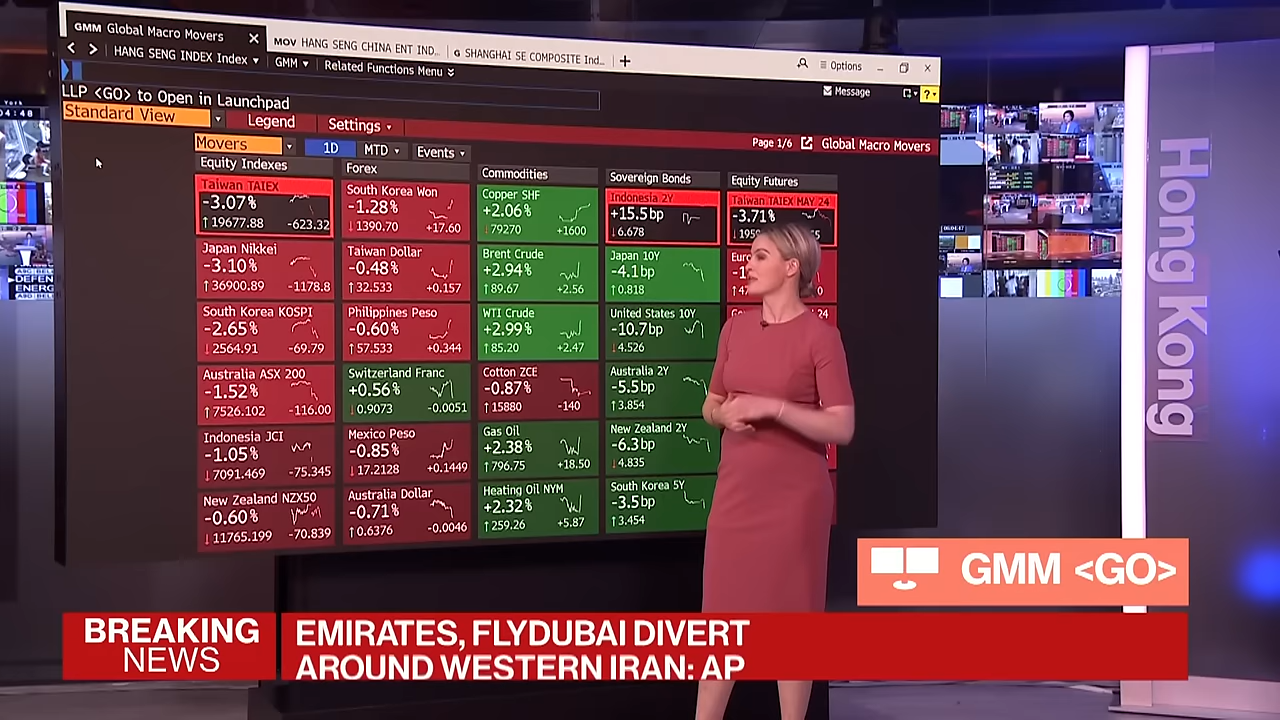 GMM Global Macro Movers
MOV HANG SENG CHINA ENT IND...
G SHANGHAI SE COMPOSITE Ind...
HANG SENG INDEX Index
GMM
Related Functions Menu
Options
Message
?
LLP <GO> to Open in Launchpad
Standard View
Legend
Settings
Page 1/6
Global Macro Movers
Movers
1D
MTD
Events
Equity Indexes
Taiwan TAIEX
-3.07%
↑19677.88 -623.32
Japan Nikkei
-3.10%
↑36900.89 -1178.8
South Korea KOSPI
-2.65%
↓2564.91 -69.79
Australia ASX 200
-1.52%
↑7526.102 -116.00
Indonesia JCI
-1.05%
↓7091.469 -75.345
New Zealand NZX50
-0.60%
↓11765.199 -70.839
Forex
South Korea Won
-1.28%
↑1390.70 +17.60
Taiwan Dollar
-0.48%
↑32.533 +0.157
Philippines Peso
-0.60%
↑57.533 +0.344
Switzerland Franc
+0.56%
↓0.9073 -0.0051
Mexico Peso
-0.85%
↓17.2128 +0.1449
Australia Dollar
-0.71%
↑0.6376 -0.0046
Commodities
Copper SHF
+2.06%
↑79270 +1600
Brent Crude
+2.94%
↑89.67 +2.56
WTI Crude
+2.99%
↑85.20 +2.47
Cotton ZCE
-0.87%
↑15880 -140
Gas Oil
+2.38%
↑796.75 +18.50
Heating Oil NYM
+2.32%
↑259.26 +5.87
Sovereign Bonds
Indonesia 2Y
+15.5bp
↓6.678
Japan 10Y
-4.1bp
↑0.818
United States 10Y
-10.7bp
↓4.526
Australia 2Y
-5.5bp
↑3.854
New Zealand 2Y
-6.3bp
↓4.835
South Korea 5Y
-3.5bp
↑3.454
Equity Futures
Taiwan TAIEX MAY 24
-3.71%
Hong Kong
GMM <GO>
BREAKING
NEWS
EMIRATES, FLYDUBAI DIVERT
AROUND WESTERN IRAN: AP